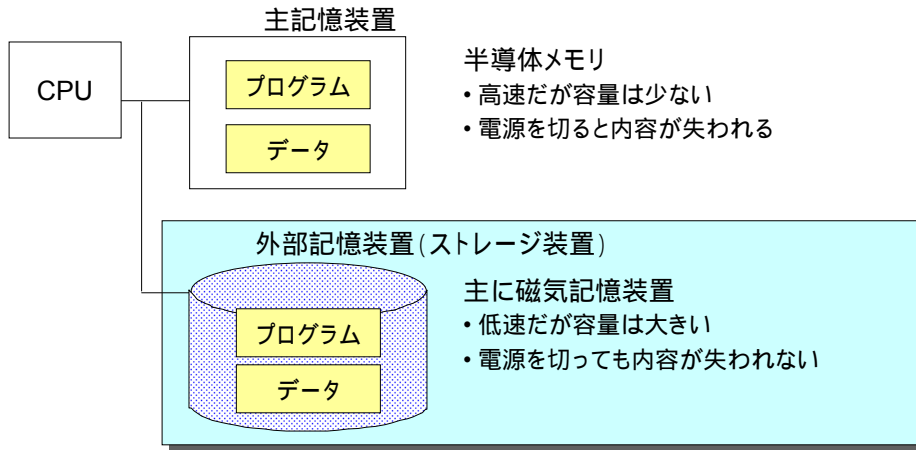 主記憶装置
CPU
プログラム
データ
半導体メモリ
・高速だが容量は少ない
・電源を切ると内容が失われる
外部記憶装置(ストレージ装置)
プログラム
データ
主に磁気記憶装置
・低速だが容量は大きい
・電源を切っても内容が失われない